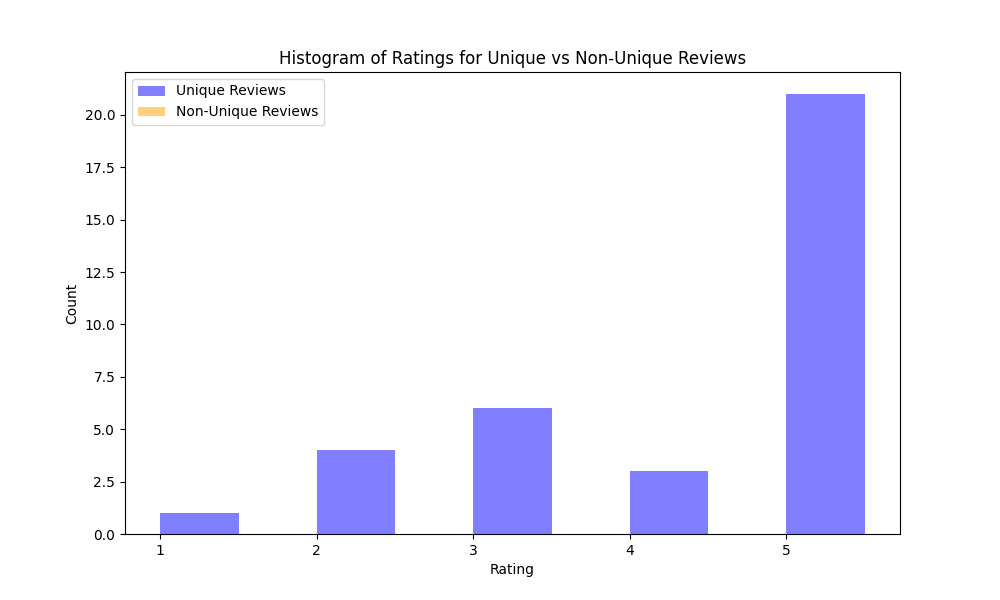 Histogram of Ratings for Unique vs Non-Unique Reviews
Unique Reviews
Non-Unique Reviews
20.0
17.5
15.0
12.5
10.0
7.5
5.0
2.5
0.0
Count
1 2 3 4 5
Rating